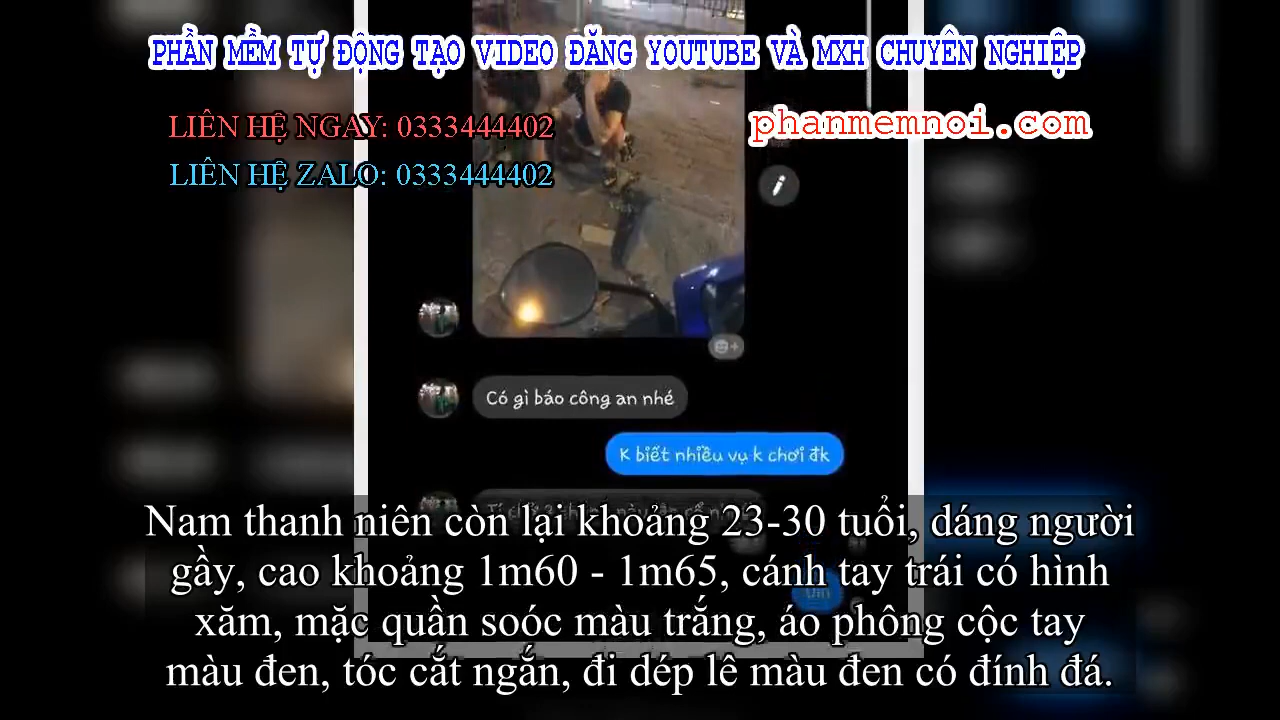 PHẦN MỀM TỰ ĐỘNG TẠO VIDEO ĐĂNG YOUTUBE VÀ MXH CHUYÊN NGHIỆP
LIÊN HỆ NGAY: 0333444402
phanmemnoi.com
LIÊN HỆ ZALO: 0333444402
Có gì báo công an nhé
K biết nhiều vụ k chơi đk
Nam thanh niên còn lại khoảng 23-30 tuổi, dáng người
gầy, cao khoảng 1m60 - 1m65, cánh tay trái có hình
xăm, mặc quần soóc màu trắng, áo phông cộc tay
màu đen, tóc cắt ngắn, đi dép lê màu đen có đính đá.